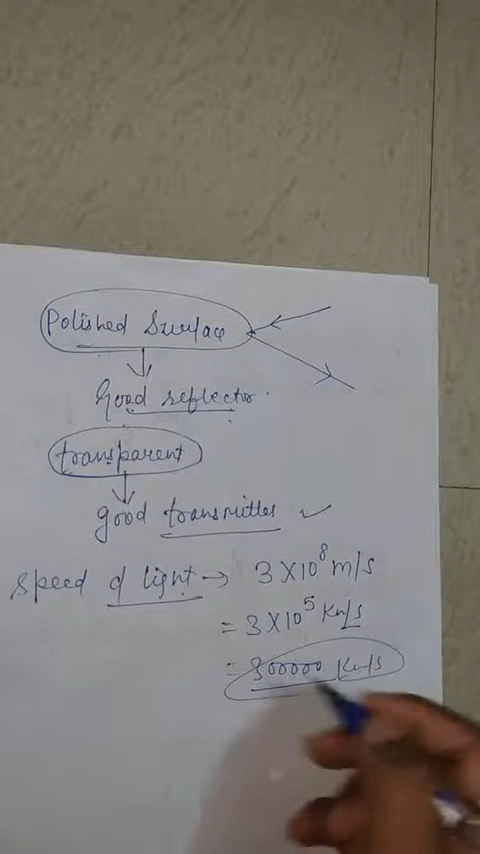 Polished Surface
Good reflector.
transparent
good transmitter ✓
Speed of light → 3×10⁸ m/s
= 3×10⁵ Km/s
= 300000 Km/s